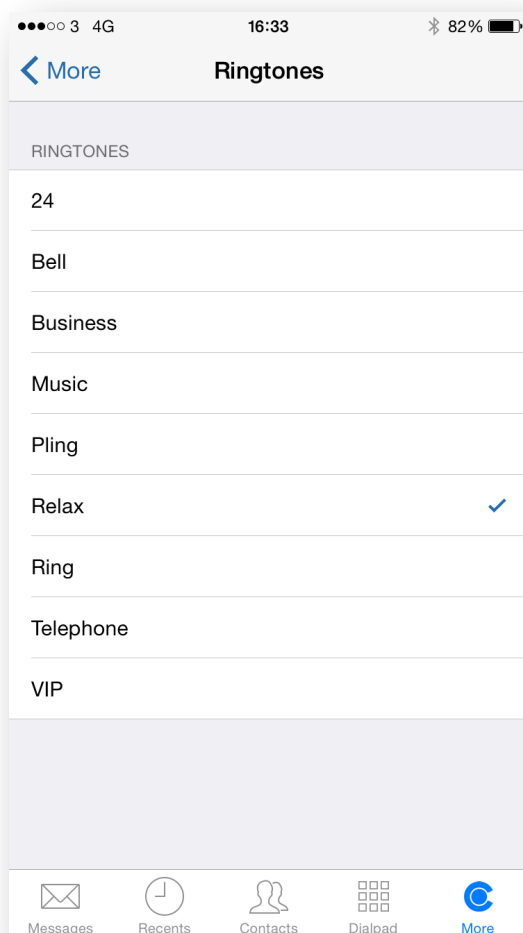 3 4G 16:33 82%
More Ringtones
RINGTONES
24
Bell
Business
Music
Pling
Relax
Ring
Telephone
VIP
Messages Recents Contacts Dialpad More